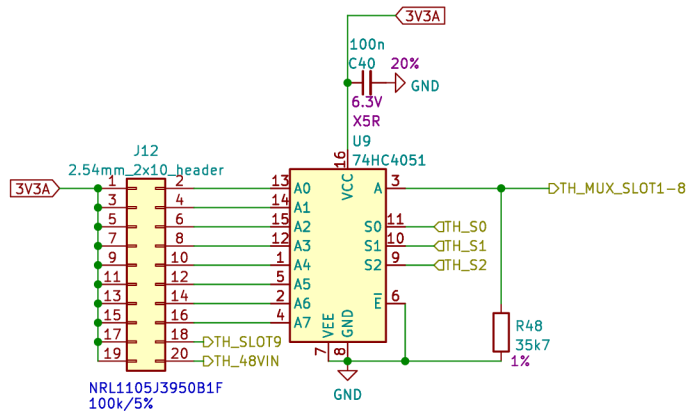 3V3A
100n
C40 20%
GND
6.3V
X5R
U9
74HC4051
J12
2.54mm_2x10_header
16
VCC
3V3A
1 2 13 A0 A 3 TH_MUX_SLOT1-8
3 4 14 A1
5 6 15 A2 S0 11 TH_S0
7 8 12 A3 S1 10 TH_S1
9 10 1 A4 S2 9 TH_S2
11 12 5 A5
13 14 2 A6 E 6
15 16 4 A7
17 18 TH_SLOT9
19 20 TH_48VIN
VEE GND
7 8
R48
35k7
1%
GND
NRL1105J3950B1F
100k/5%